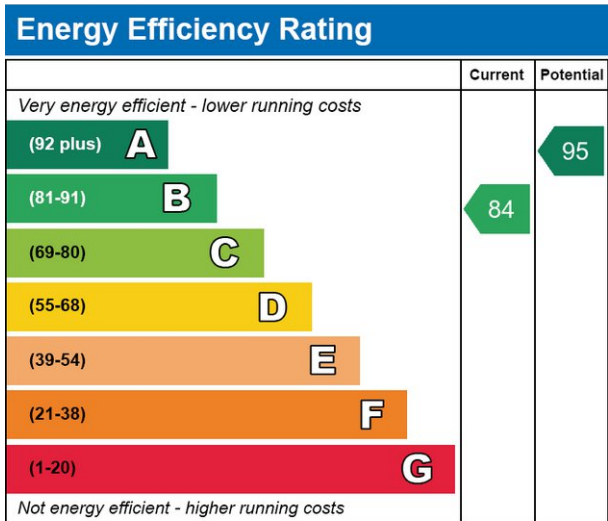 Energy Efficiency Rating
Current Potential
Very energy efficient - lower running costs
(92 plus) A
95
(81-91) B
84
(69-80) C
(55-68) D
(39-54) E
(21-38) F
(1-20) G
Not energy efficient - higher running costs